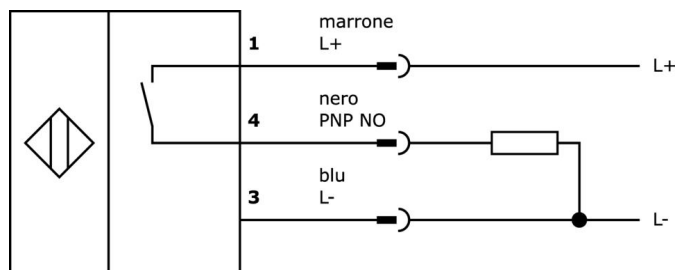 marrone
1 L+
L+
nero
4 PNP NO
blu
3 L-
L-